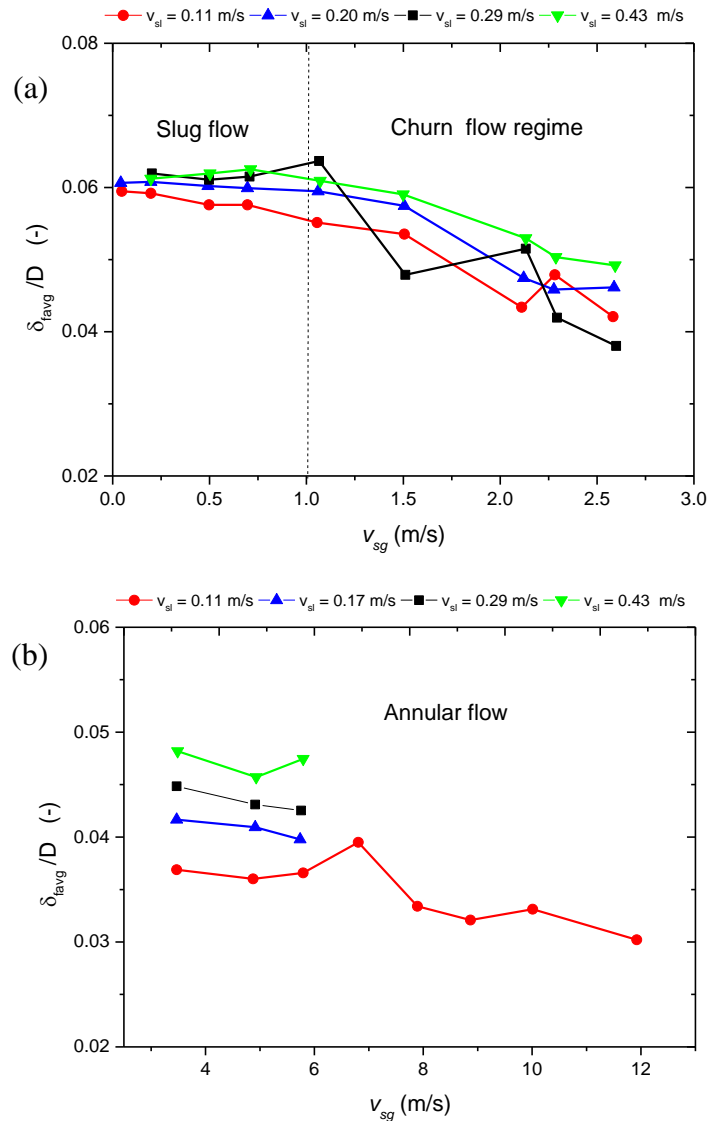 v_sl = 0.11 m/s v_sl = 0.20 m/s v_sl = 0.29 m/s v_sl = 0.43 m/s
(a)
0.08
0.06
0.04
0.02
δ_favg/D (-)
Slug flow
Churn flow regime
0.0 0.5 1.0 1.5 2.0 2.5 3.0
v_sg (m/s)
v_sl = 0.11 m/s v_sl = 0.17 m/s v_sl = 0.29 m/s v_sl = 0.43 m/s
(b)
0.06
0.05
0.04
0.03
0.02
δ_favg/D (-)
Annular flow
4 6 8 10 12
v_sg (m/s)